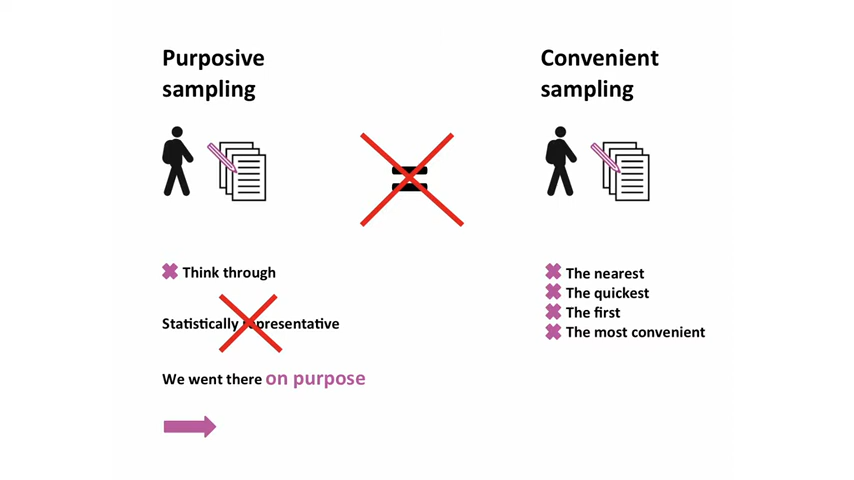 Purposive
sampling
Convenient
sampling
Think through
Statistically representative
We went there on purpose
The nearest
The quickest
The first
The most convenient